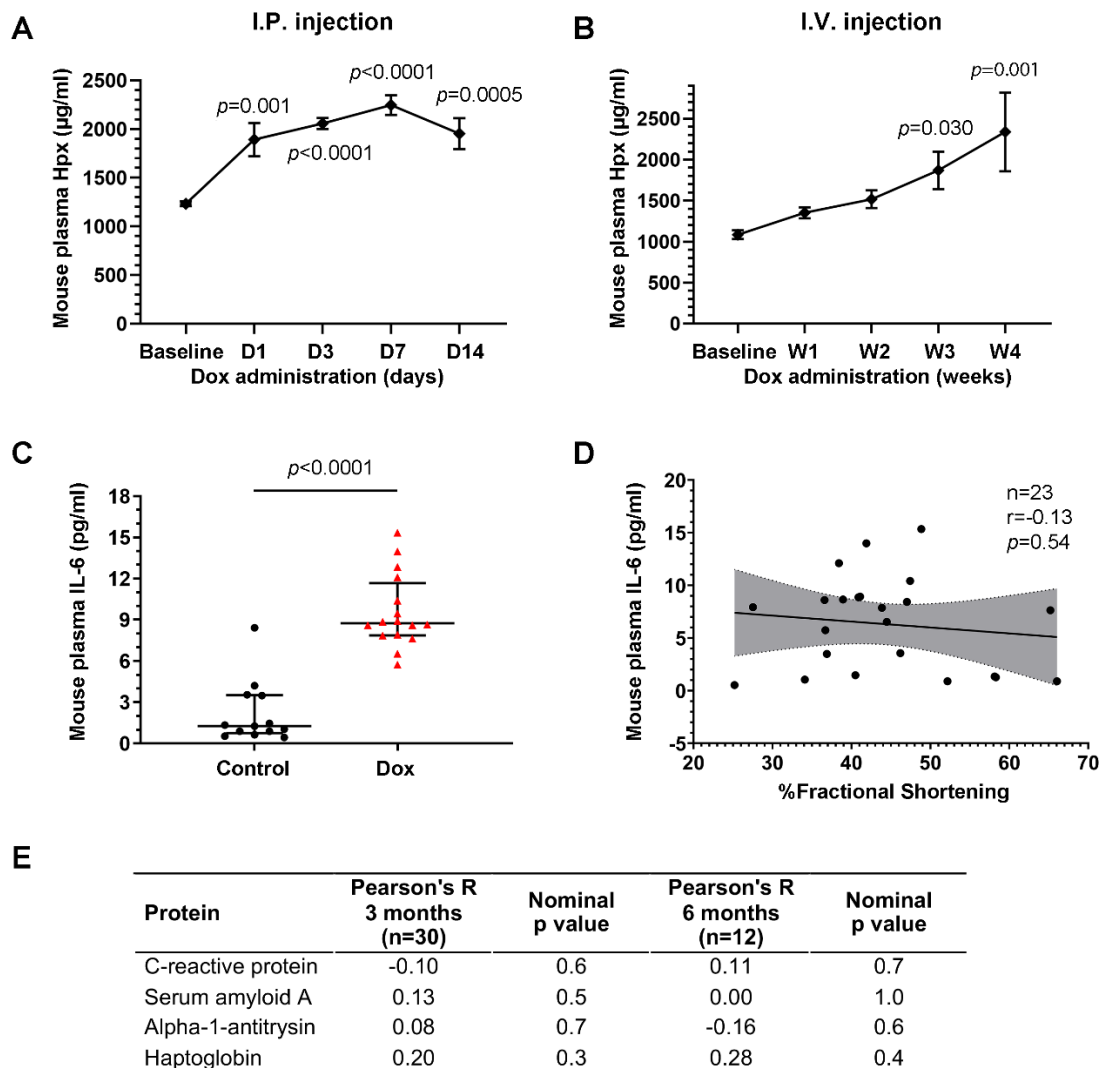 A
I.P. injection
Mouse plasma Hpx (µg/ml)
2500
2000
1500
1000
500
0
p=0.001
p<0.0001
p<0.0001
p=0.0005
Baseline D1 D3 D7 D14
Dox administration (days)
B
I.V. injection
Mouse plasma Hpx (µg/ml)
2500
2000
1500
1000
500
0
p=0.030
p=0.001
Baseline W1 W2 W3 W4
Dox administration (weeks)
C
p<0.0001
Mouse plasma IL-6 (pg/ml)
18
15
12
9
6
3
0
Control Dox
D
Mouse plasma IL-6 (pg/ml)
20
15
10
5
0
-5
n=23
r=-0.13
p=0.54
20 30 40 50 60 70
%Fractional Shortening
E
Protein Pearson's R 3 months (n=30) Nominal p value Pearson's R 6 months (n=12) Nominal p value
C-reactive protein -0.10 0.6 0.11 0.7
Serum amyloid A 0.13 0.5 0.00 1.0
Alpha-1-antitrysin 0.08 0.7 -0.16 0.6
Haptoglobin 0.20 0.3 0.28 0.4